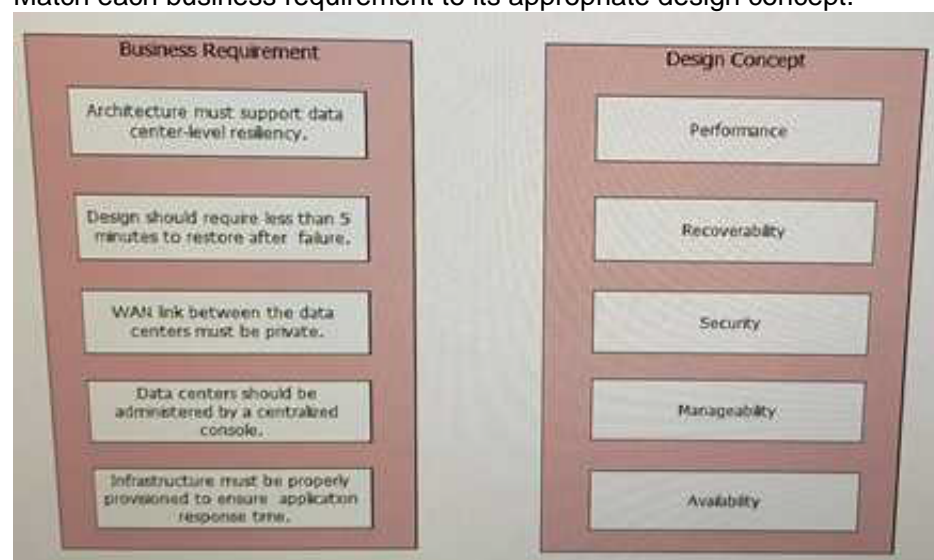 Match each business requirement to its appropriate design concept.
Business Requirement
Architecture must support data
center-level resiliency.
Design should require less than 5
minutes to restore after failure.
WAN link between the data
centers must be private.
Data centers should be
administered by a centralized
console.
Infrastructure must be properly
provisioned to ensure application
response time.
Design Concept
Performance
Recoverability
Security
Manageability
Availability